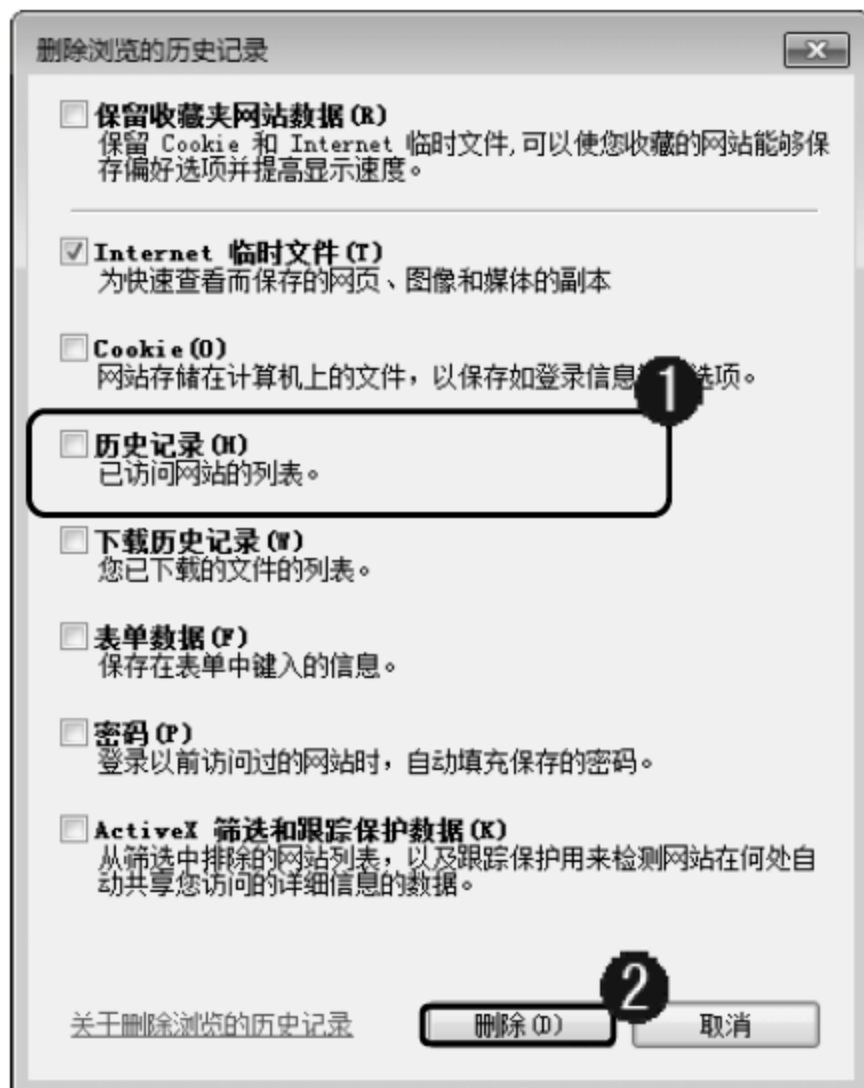 删除浏览的历史记录
保留收藏夹网站数据(R)
保留 Cookie 和 Internet 临时文件,可以使您收藏的网站能够保
存偏好选项并提高显示速度。
Internet 临时文件(T)
为快速查看而保存的网页、图像和媒体的副本
Cookie(O)
网站存储在计算机上的文件，以保存如登录信息 选项。
1
历史记录(H)
已访问网站的列表。
下载历史记录(W)
您已下载的文件的列表。
表单数据(F)
保存在表单中键入的信息。
密码(P)
登录以前访问过的网站时，自动填充保存的密码。
ActiveX 筛选和跟踪保护数据(K)
从筛选中排除的网站列表，以及跟踪保护用来检测网站在何处自
动共享您访问的详细信息的数据。
2
关于删除浏览的历史记录 删除(D) 取消